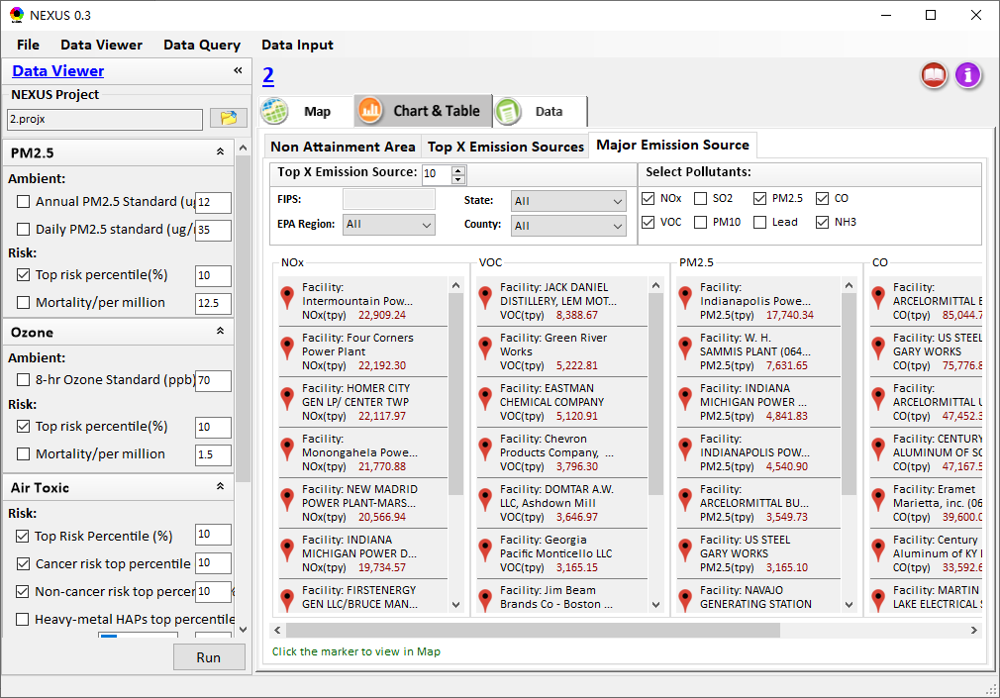 NEXUS 0.3
File Data Viewer Data Query Data Input
Data Viewer «
NEXUS Project
2.projx
PM2.5
Ambient:
Annual PM2.5 Standard (ug 12
Daily PM2.5 standard (ug/ 35
Risk:
Top risk percentile(%) 10
Mortality/per million 12.5
Ozone
Ambient:
8-hr Ozone Standard (ppb) 70
Risk:
Top risk percentile(%) 10
Mortality/per million 1.5
Air Toxic
Risk:
Top Risk Percentile (%) 10
Cancer risk top percentile 10
Non-cancer risk top percer 10
Heavy-metal HAPs top percentile
Run
2
Map Chart & Table Data
Non Attainment Area Top X Emission Sources Major Emission Source
Top X Emission Source: 10
FIPS: State: All
EPA Region: All County: All
Select Pollutants:
NOx SO2 PM2.5 CO
VOC PM10 Lead NH3
NOx
Facility:
Intermountain Pow...
NOx(tpy) 22,909.24
Facility: Four Corners
Power Plant
NOx(tpy) 22,192.30
Facility: HOMER CITY
GEN LP/ CENTER TWP
NOx(tpy) 22,117.97
Facility:
Monongahela Powe...
NOx(tpy) 21,770.88
Facility: NEW MADRID
POWER PLANT-MARS...
NOx(tpy) 20,566.94
Facility: INDIANA
MICHIGAN POWER D...
NOx(tpy) 19,734.57
Facility: FIRSTENERGY
GEN LLC/BRUCE MAN...
VOC
Facility: JACK DANIEL
DISTILLERY, LEM MOT...
VOC(tpy) 8,388.67
Facility: Green River
Works
VOC(tpy) 5,222.81
Facility: EASTMAN
CHEMICAL COMPANY
VOC(tpy) 5,120.91
Facility: Chevron
Products Company, ...
VOC(tpy) 3,796.30
Facility: DOMTAR A.W.
LLC, Ashdown Mill
VOC(tpy) 3,646.97
Facility: Georgia
Pacific Monticello LLC
VOC(tpy) 3,165.15
Facility: Jim Beam
Brands Co - Boston ...
PM2.5
Facility:
Indianapolis Powe...
PM2.5(tpy) 17,740.34
Facility: W. H.
SAMMIS PLANT (064...
PM2.5(tpy) 7,631.65
Facility: INDIANA
MICHIGAN POWER ...
PM2.5(tpy) 4,841.83
Facility:
INDIANAPOLIS POW...
PM2.5(tpy) 4,540.90
Facility:
ARCELORMITTAL BU...
PM2.5(tpy) 3,549.73
Facility: US STEEL
GARY WORKS
PM2.5(tpy) 3,165.10
Facility: NAVAJO
GENERATING STATION
CO
Facility:
ARCELORMITTAL
CO(tpy) 85,044.7
Facility: US STEEL
GARY WORKS
CO(tpy) 75,776.8
Facility:
ARCELORMITTAL
CO(tpy) 47,452.3
Facility: CENTURY
ALUMINUM OF SC
CO(tpy) 47,167.5
Facility: Eramet
Marietta, inc. (06
CO(tpy) 39,600.0
Facility: Century
Aluminum of KY
CO(tpy) 33,592.6
Facility: MARTIN
LAKE ELECTRICAL S
Click the marker to view in Map